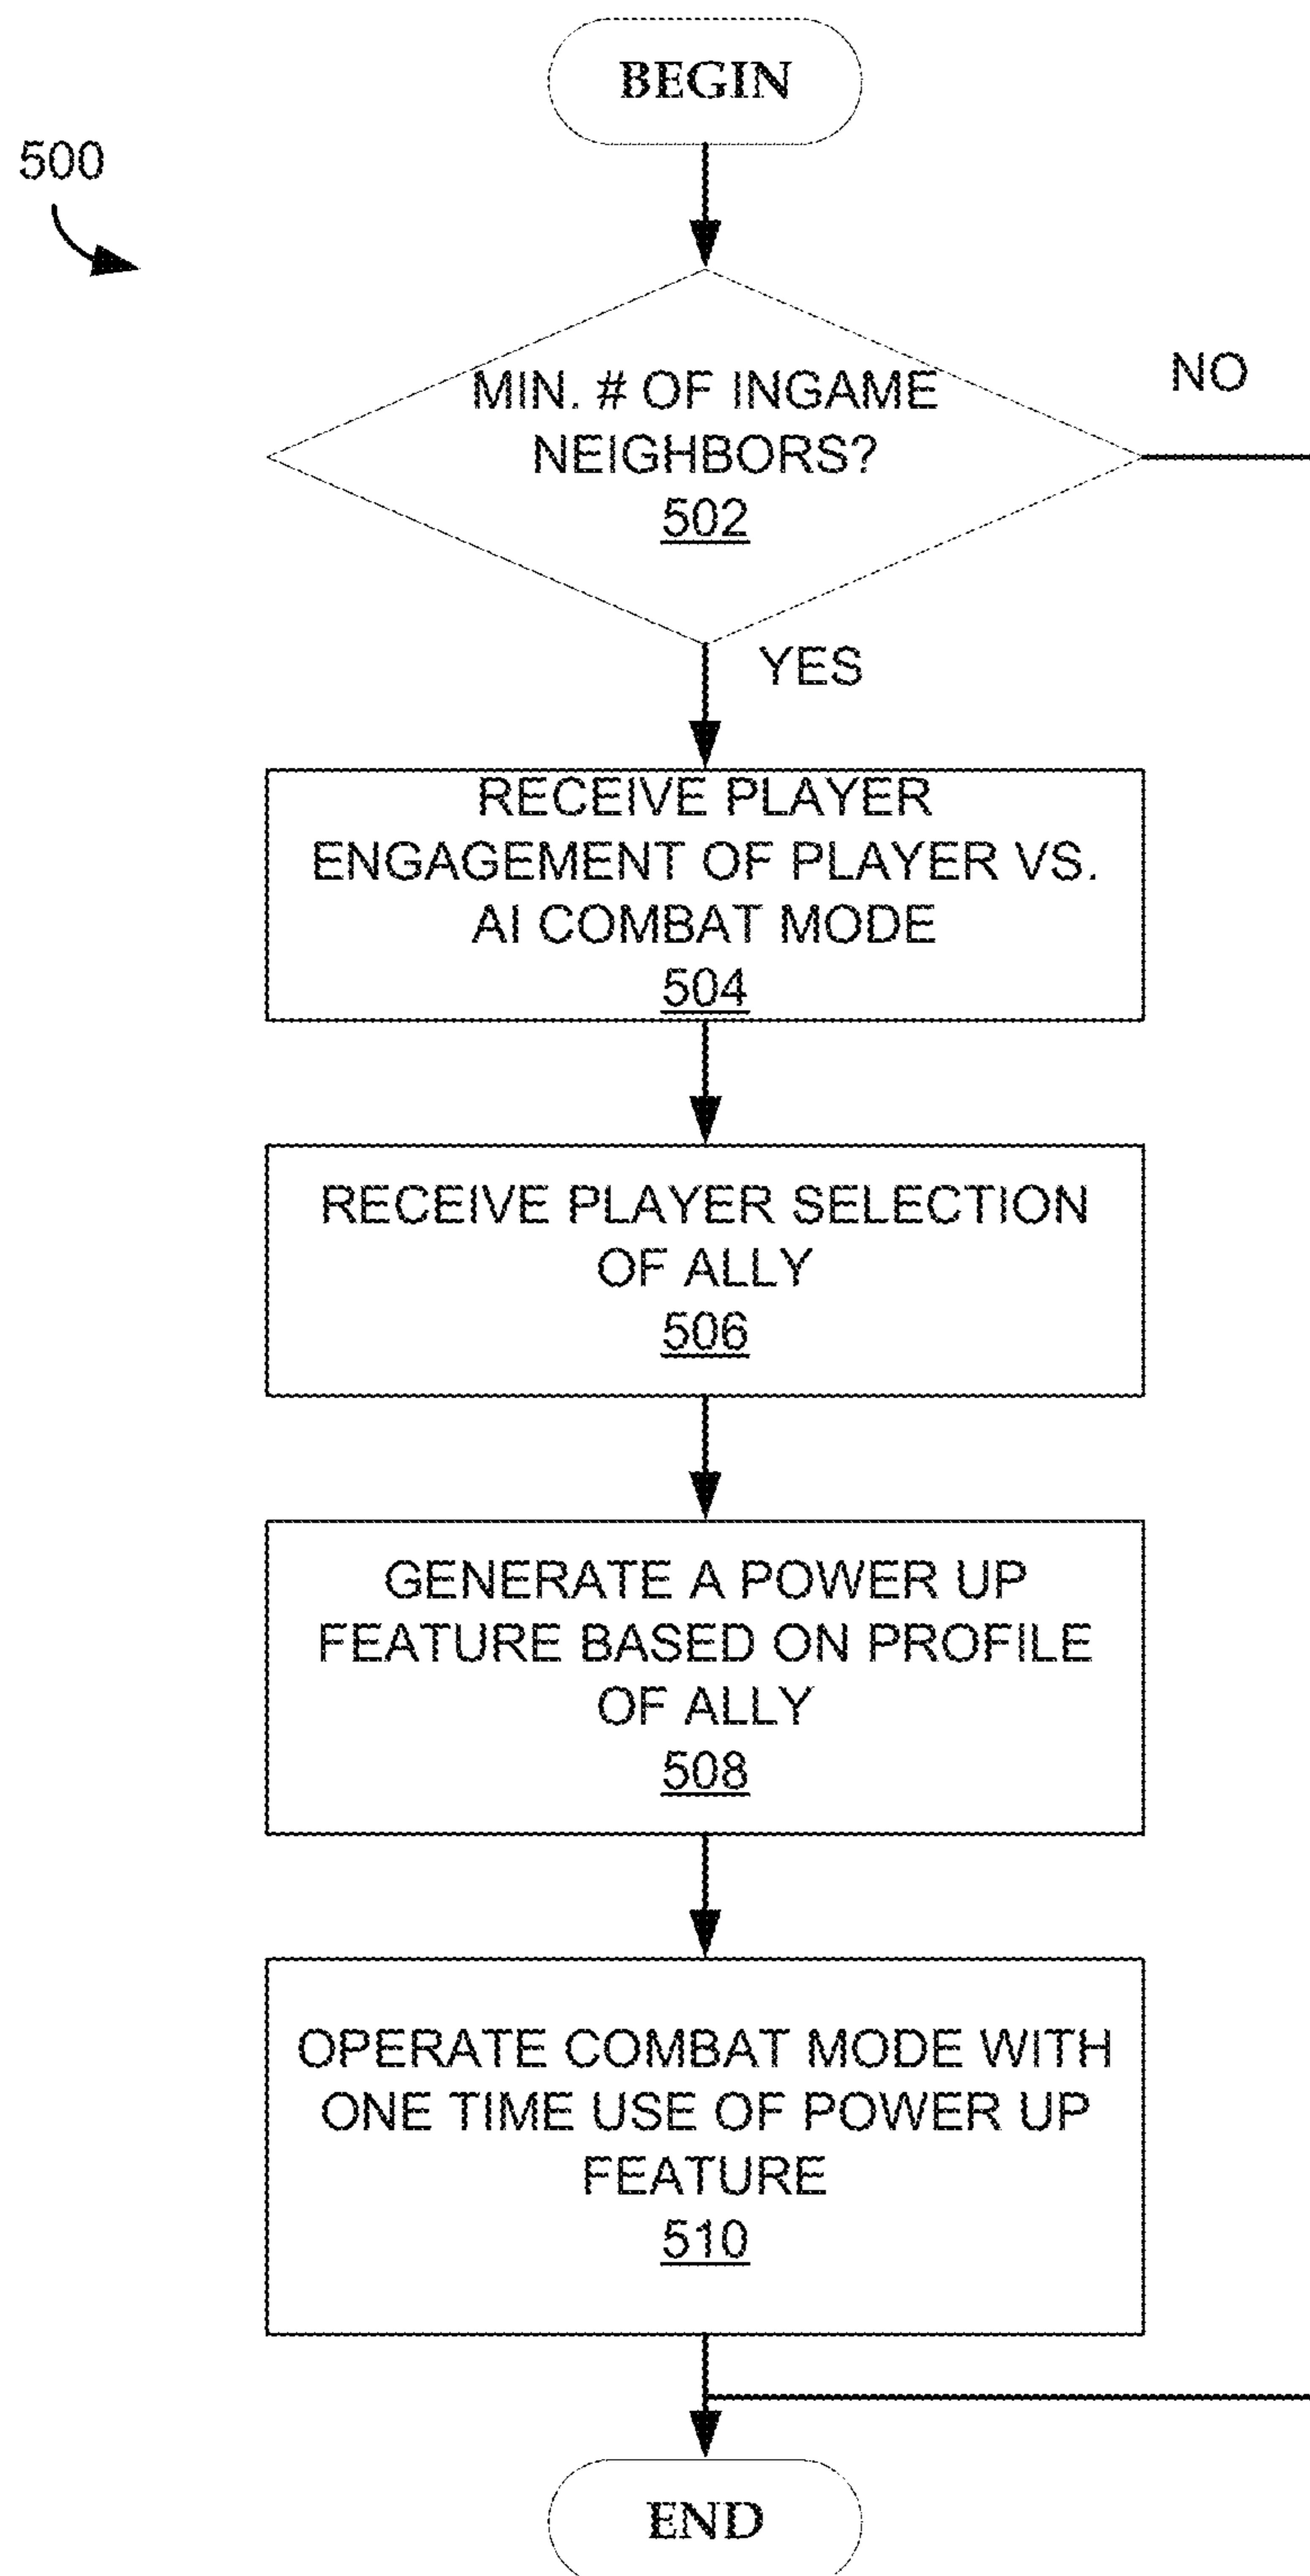 BEGIN
500
MIN. # OF INGAME
NEIGHBORS?
502
NO
YES
RECEIVE PLAYER
ENGAGEMENT OF PLAYER VS.
AI COMBAT MODE
504
RECEIVE PLAYER SELECTION
OF ALLY
506
GENERATE A POWER UP
FEATURE BASED ON PROFILE
OF ALLY
508
OPERATE COMBAT MODE WITH
ONE TIME USE OF POWER UP
FEATURE
510
END